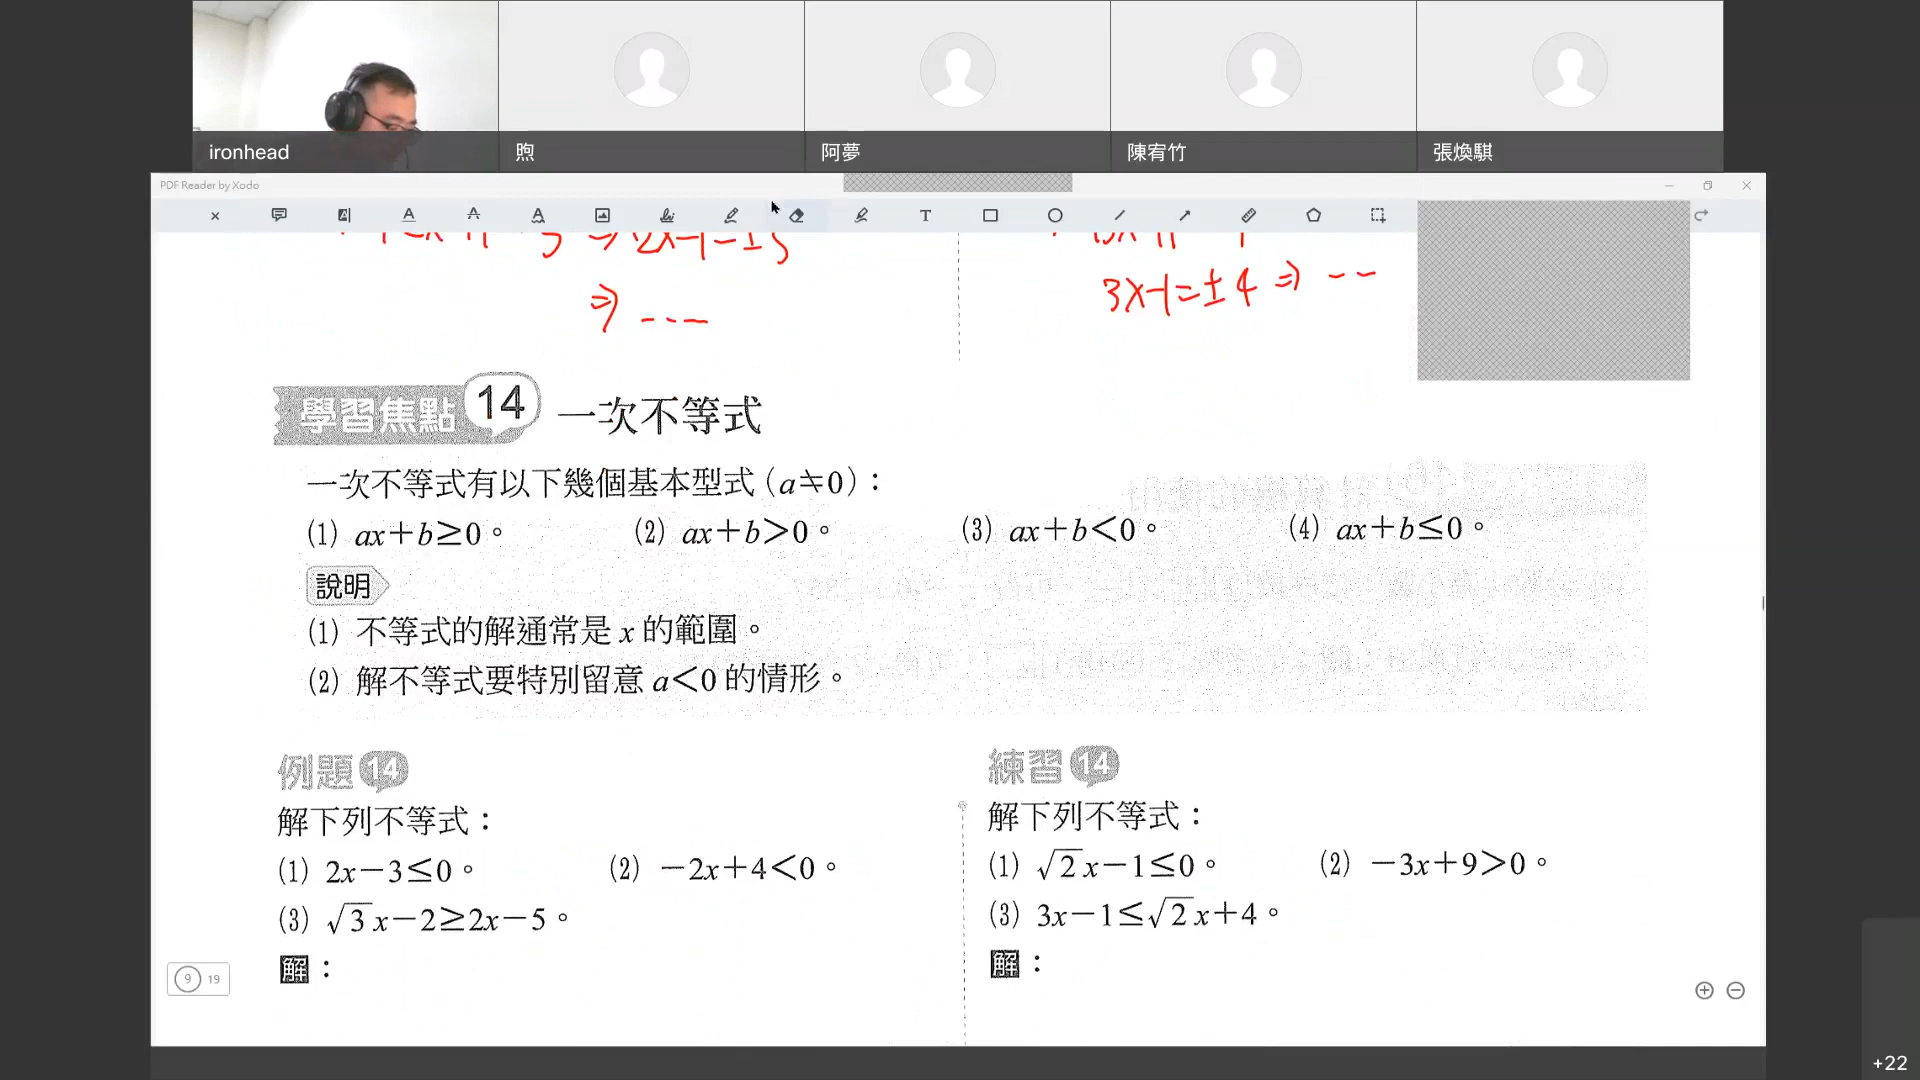 ironhead
煦
阿夢
陳宥竹
張煥騏
PDF Reader by Xodo
⇒ 2x-1=±5
⇒ ---
3x-1=±4 ⇒ --
學習焦點 14 一次不等式
一次不等式有以下幾個基本型式（a≒0）：
(1) ax＋b≥0。 (2) ax＋b＞0。 (3) ax＋b＜0。 (4) ax＋b≤0。
說明
(1) 不等式的解通常是 x 的範圍。
(2) 解不等式要特別留意 a＜0 的情形。
例題 14
解下列不等式：
(1) 2x－3≤0。 (2) －2x＋4＜0。
(3) √3x－2≥2x－5。
解：
練習 14
解下列不等式：
(1) √2x－1≤0。 (2) －3x＋9＞0。
(3) 3x－1≤√2x＋4。
解：
9 19
+22